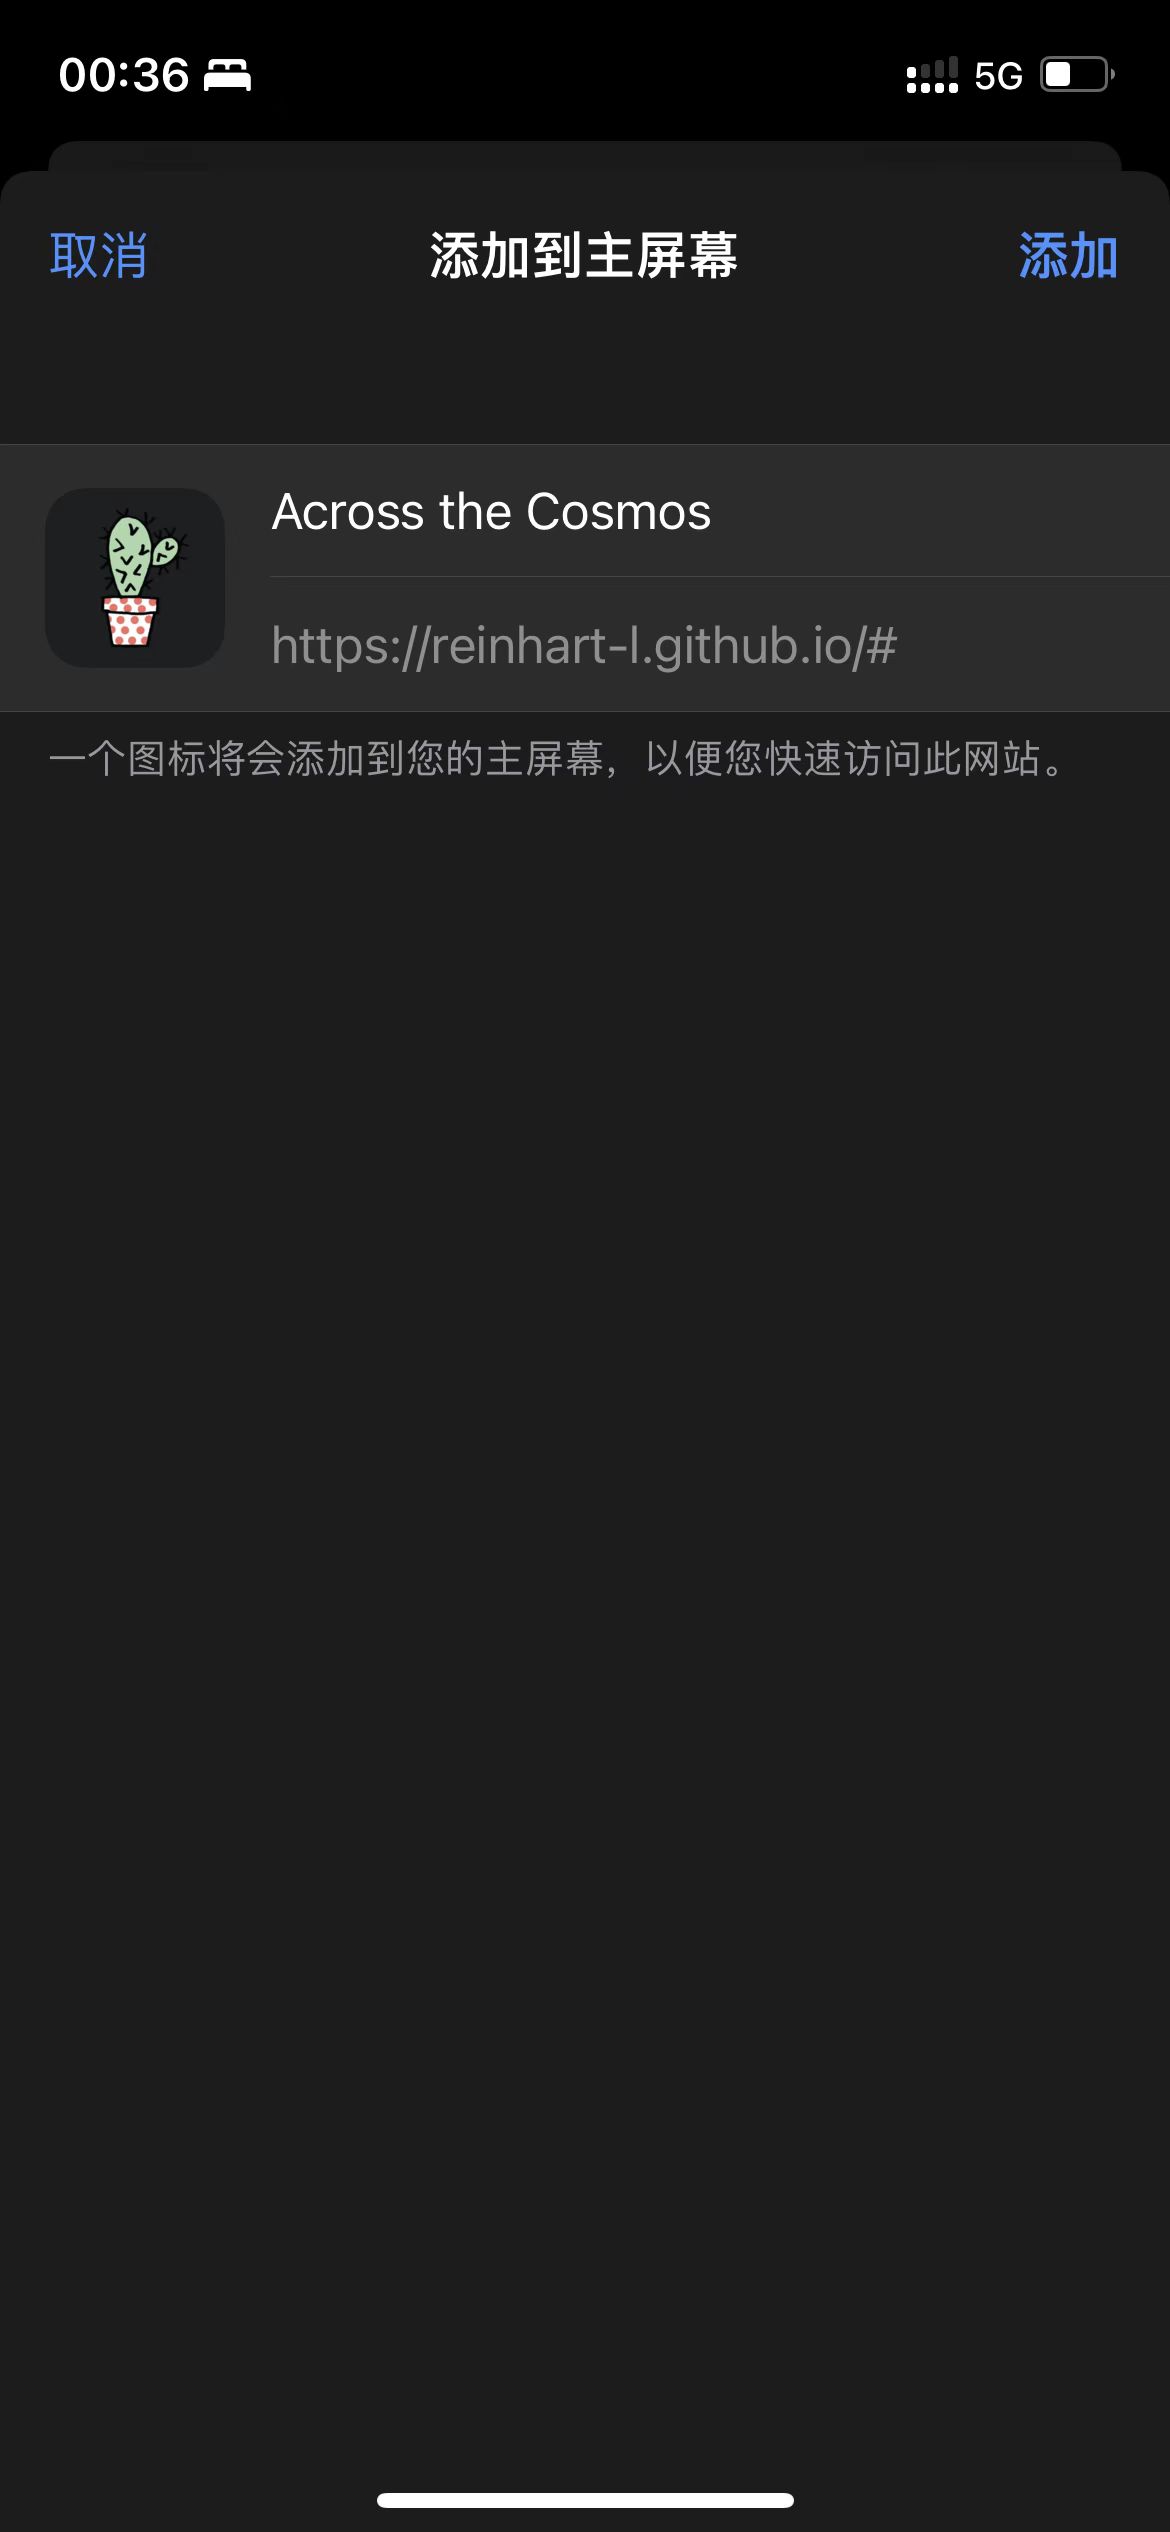 00:36
5G
取消
添加到主屏幕
添加
Across the Cosmos
https://reinhart-l.github.io/#
一个图标将会添加到您的主屏幕，以便您快速访问此网站。